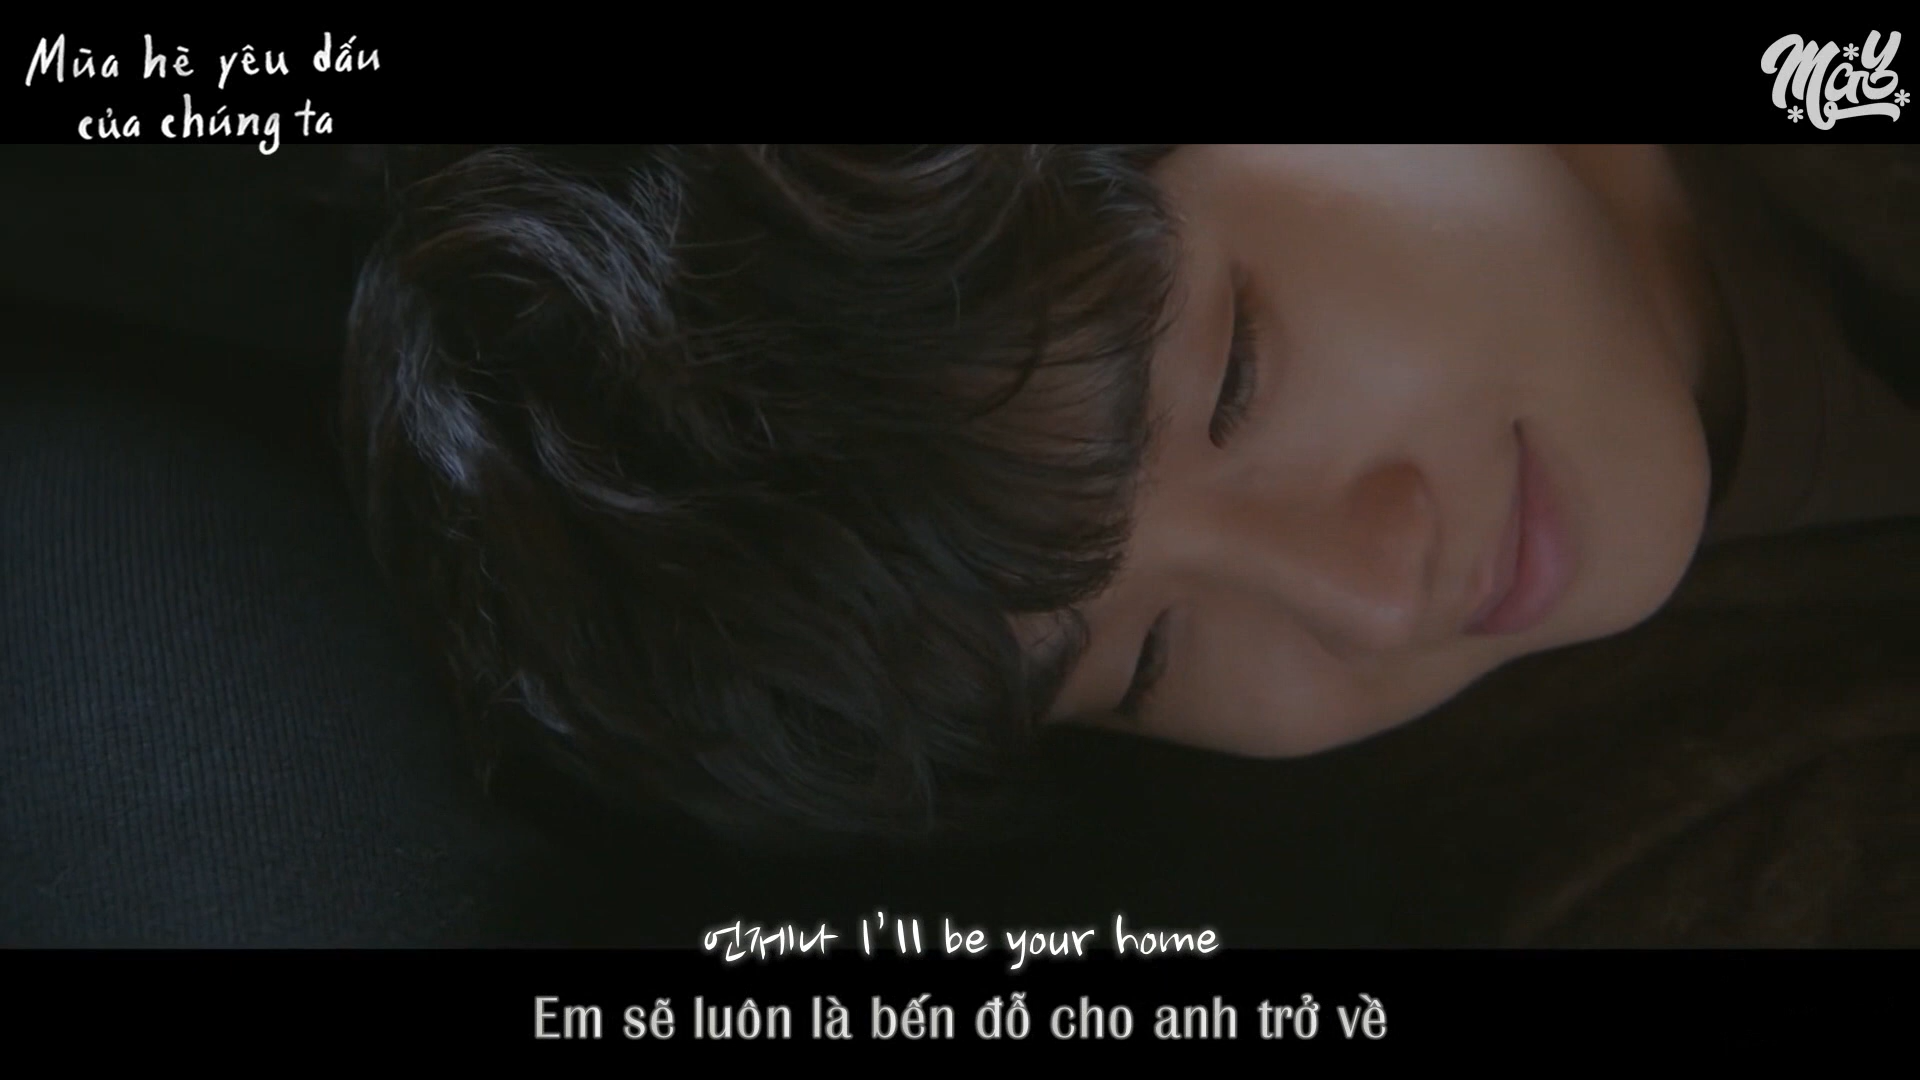 Mùa hè yêu dấu
của chúng ta
May
언제나 I'll be your home
Em sẽ luôn là bến đỗ cho anh trở về